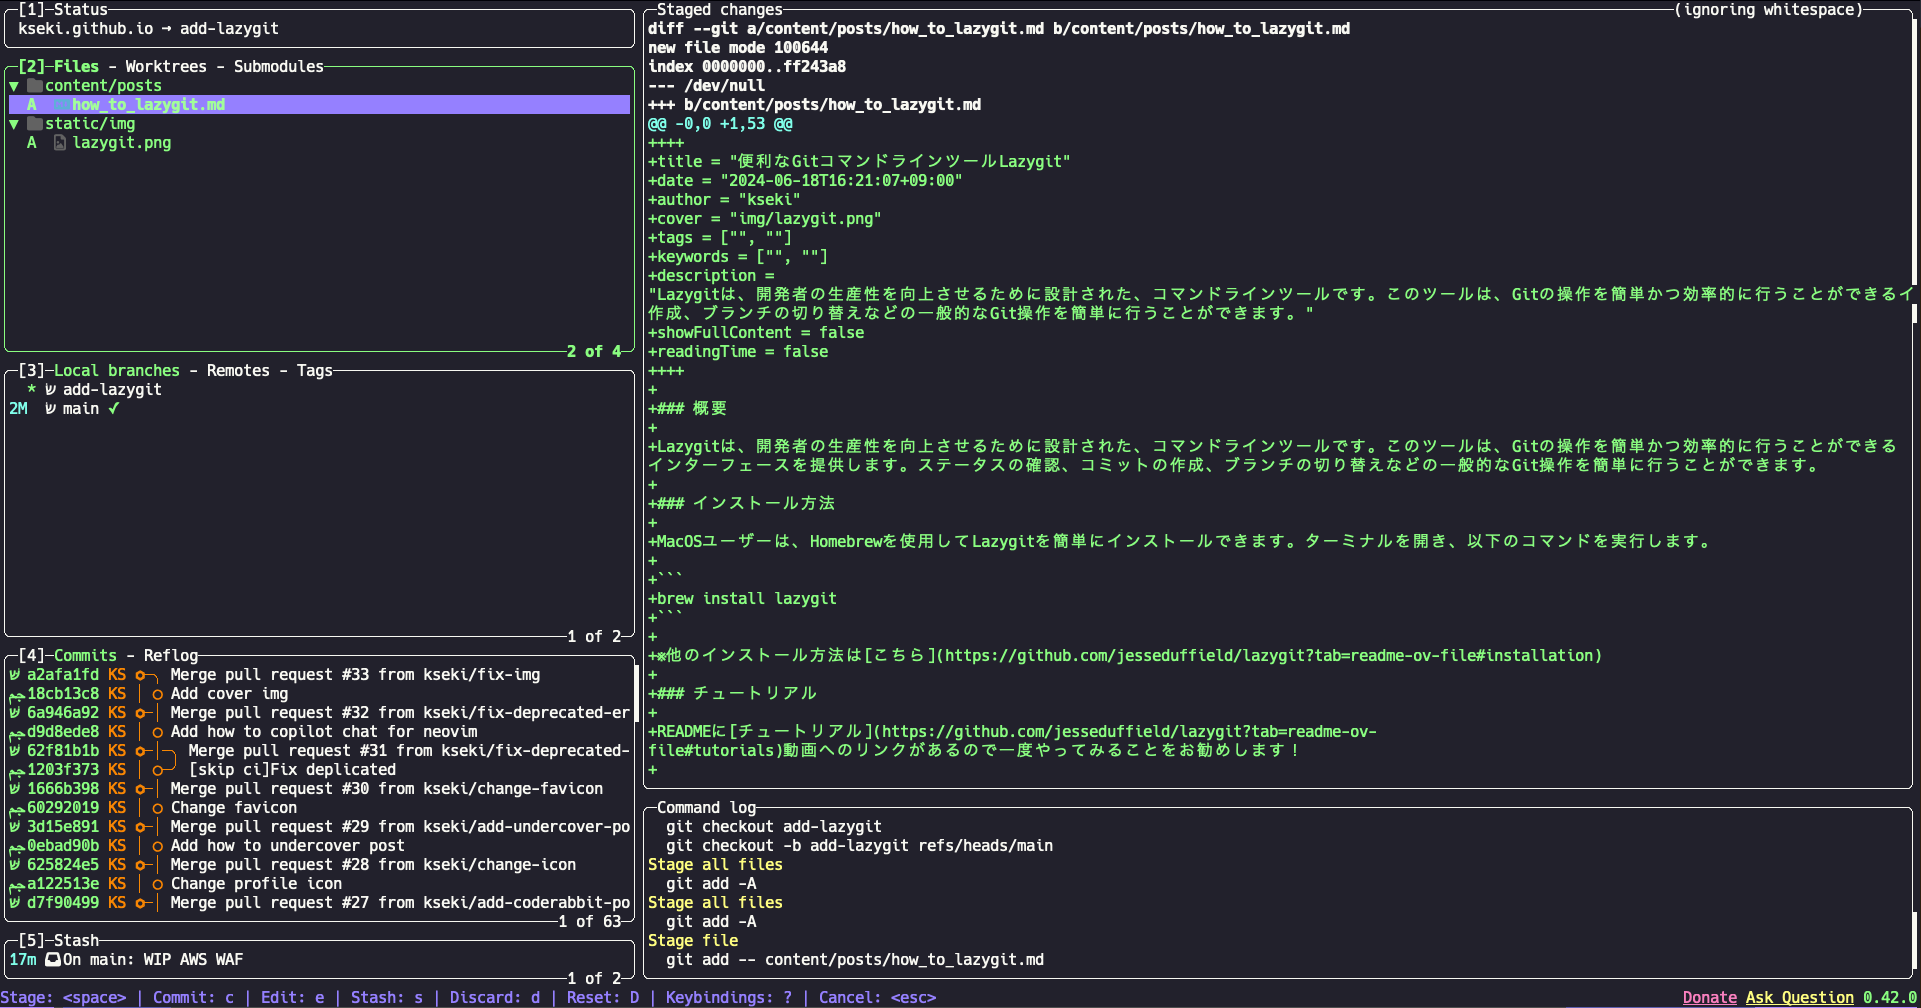 [1]-Status
kseki.github.io → add-lazygit
[2]-Files - Worktrees - Submodules
▼ content/posts
A how_to_lazygit.md
▼ static/img
A lazygit.png
2 of 4
[3]-Local branches - Remotes - Tags
* add-lazygit
2M main ✓
1 of 2
[4]-Commits - Reflog
a2afa1fd KS Merge pull request #33 from kseki/fix-img
18cb13c8 KS Add cover img
6a946a92 KS Merge pull request #32 from kseki/fix-deprecated-er
d9d8ede8 KS Add how to copilot chat for neovim
62f81b1b KS Merge pull request #31 from kseki/fix-deprecated-
1203f373 KS [skip ci]Fix deplicated
1666b398 KS Merge pull request #30 from kseki/change-favicon
60292019 KS Change favicon
3d15e891 KS Merge pull request #29 from kseki/add-undercover-po
0ebad90b KS Add how to undercover post
625824e5 KS Merge pull request #28 from kseki/change-icon
a122513e KS Change profile icon
d7f90499 KS Merge pull request #27 from kseki/add-coderabbit-po
1 of 63
[5]-Stash
17m On main: WIP AWS WAF
1 of 2
Staged changes (ignoring whitespace)
diff --git a/content/posts/how_to_lazygit.md b/content/posts/how_to_lazygit.md
new file mode 100644
index 0000000..ff243a8
--- /dev/null
+++ b/content/posts/how_to_lazygit.md
@@ -0,0 +1,53 @@
++++
+title = "便利なGitコマンドラインツールLazygit"
+date = "2024-06-18T16:21:07+09:00"
+author = "kseki"
+cover = "img/lazygit.png"
+tags = ["", ""]
+keywords = ["", ""]
+description =
"Lazygitは、開発者の生産性を向上させるために設計された、コマンドラインツールです。このツールは、Gitの操作を簡単かつ効率的に行うことができるイ
作成、ブランチの切り替えなどの一般的なGit操作を簡単に行うことができます。"
+showFullContent = false
+readingTime = false
++++
+
+### 概要
+
+Lazygitは、開発者の生産性を向上させるために設計された、コマンドラインツールです。このツールは、Gitの操作を簡単かつ効率的に行うことができる
インターフェースを提供します。ステータスの確認、コミットの作成、ブランチの切り替えなどの一般的なGit操作を簡単に行うことができます。
+
+### インストール方法
+
+MacOSユーザーは、Homebrewを使用してLazygitを簡単にインストールできます。ターミナルを開き、以下のコマンドを実行します。
+
+```
+brew install lazygit
+```
+
+※他のインストール方法は[こちら](https://github.com/jesseduffield/lazygit?tab=readme-ov-file#installation)
+
+### チュートリアル
+
+READMEに[チュートリアル](https://github.com/jesseduffield/lazygit?tab=readme-ov-
file#tutorials)動画へのリンクがあるので一度やってみることをお勧めします！
+
Command log
git checkout add-lazygit
git checkout -b add-lazygit refs/heads/main
Stage all files
git add -A
Stage all files
git add -A
Stage file
git add -- content/posts/how_to_lazygit.md
Stage: <space> | Commit: c | Edit: e | Stash: s | Discard: d | Reset: D | Keybindings: ? | Cancel: <esc>
Donate Ask Question 0.42.0